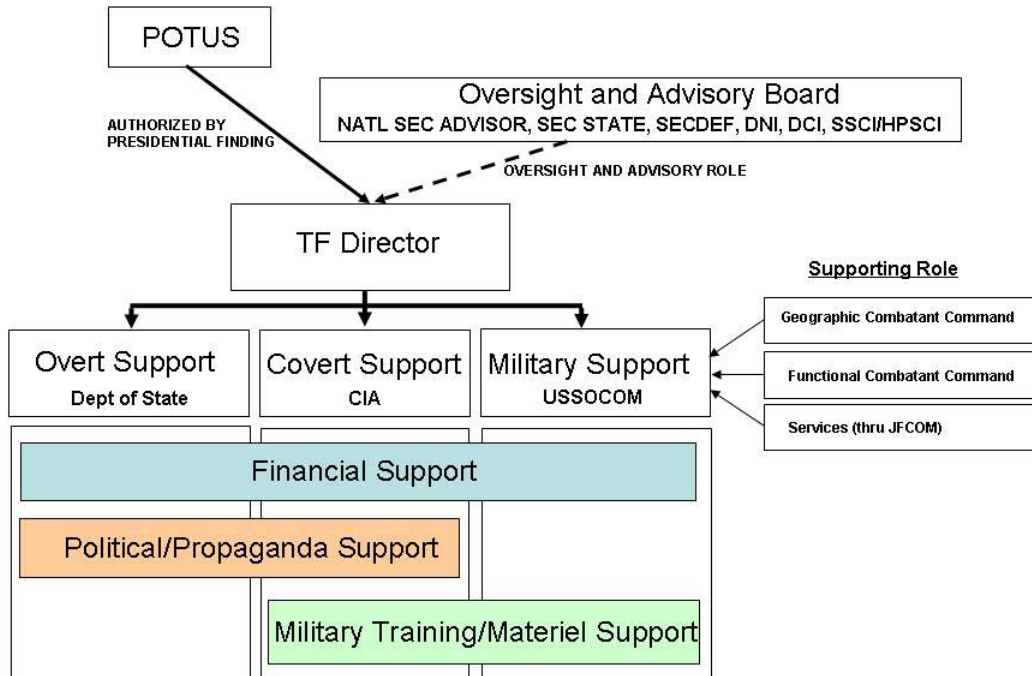 POTUS
Oversight and Advisory Board
NATL SEC ADVISOR, SEC STATE, SECDEF, DNI, DCI, SSCI/HPSCI
AUTHORIZED BY
PRESIDENTIAL FINDING
OVERSIGHT AND ADVISORY ROLE
TF Director
Supporting Role
Geographic Combatant Command
Functional Combatant Command
Services (thru JFCOM)
Overt Support
Dept of State
Covert Support
CIA
Military Support
USSOCOM
Financial Support
Political/Propaganda Support
Military Training/Materiel Support